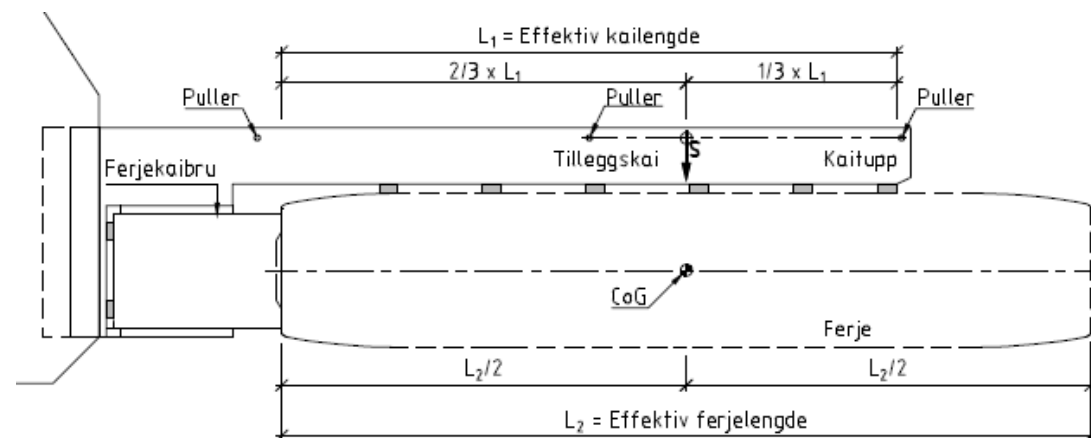 L₁ = Effektiv kailengde
2/3 x L₁
1/3 x L₁
Puller
Puller
Puller
S
Ferjekaibru
Tilleggskai
Kaitupp
CoG
Ferje
L₂/2
L₂/2
L₂ = Effektiv ferjelengde